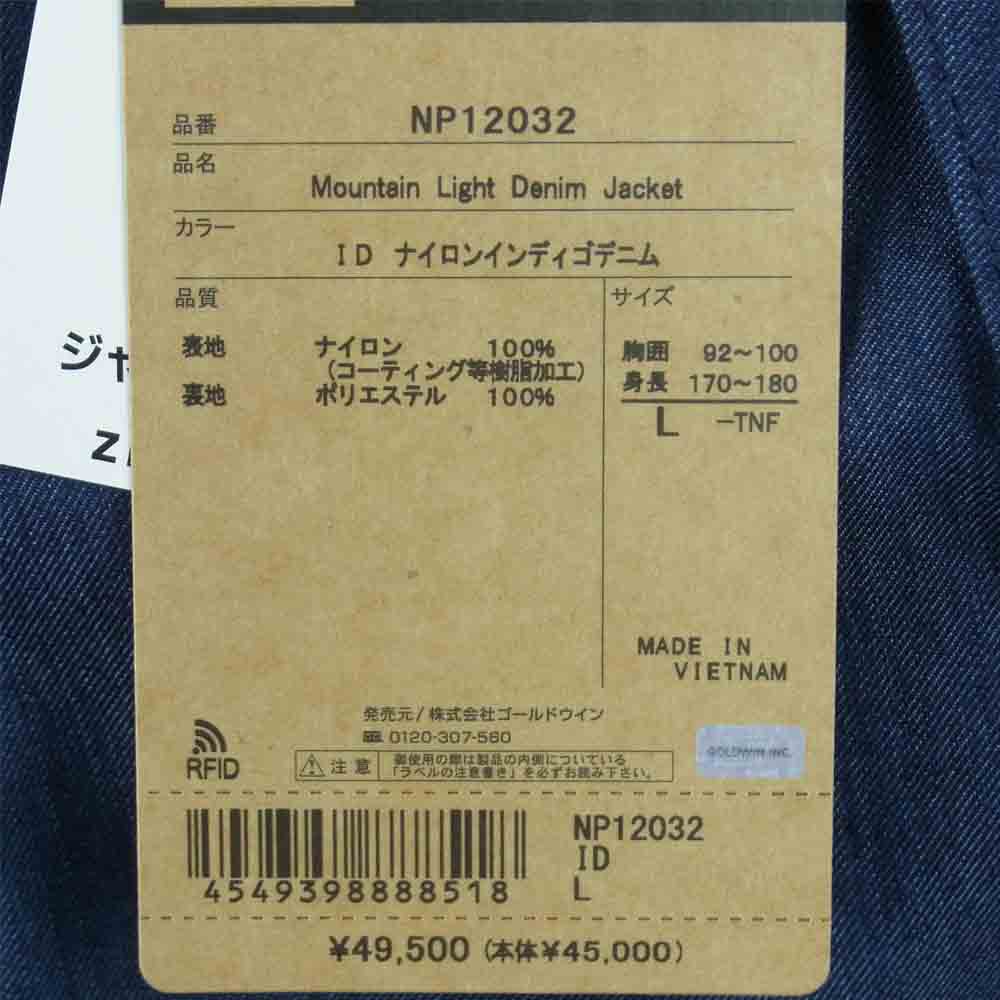 品番 NP12032
品名
Mountain Light Denim Jacket
カラー
ID ナイロンインディゴデニム
品質
表地 ナイロン 100%
(コーティング等樹脂加工)
裏地 ポリエステル 100%
サイズ
胸囲 92～100
身長 170～180
L -TNF
MADE IN
VIETNAM
ジャ
Z
発売元/株式会社ゴールドウイン
0120-307-560
RFID
注意
御使用の際は製品の内側についている
「ラベルの注意書き」を必ずお読み下さい。
GOLDWIN INC.
4549398888518
NP12032
ID
L
¥49,500 (本体¥45,000)